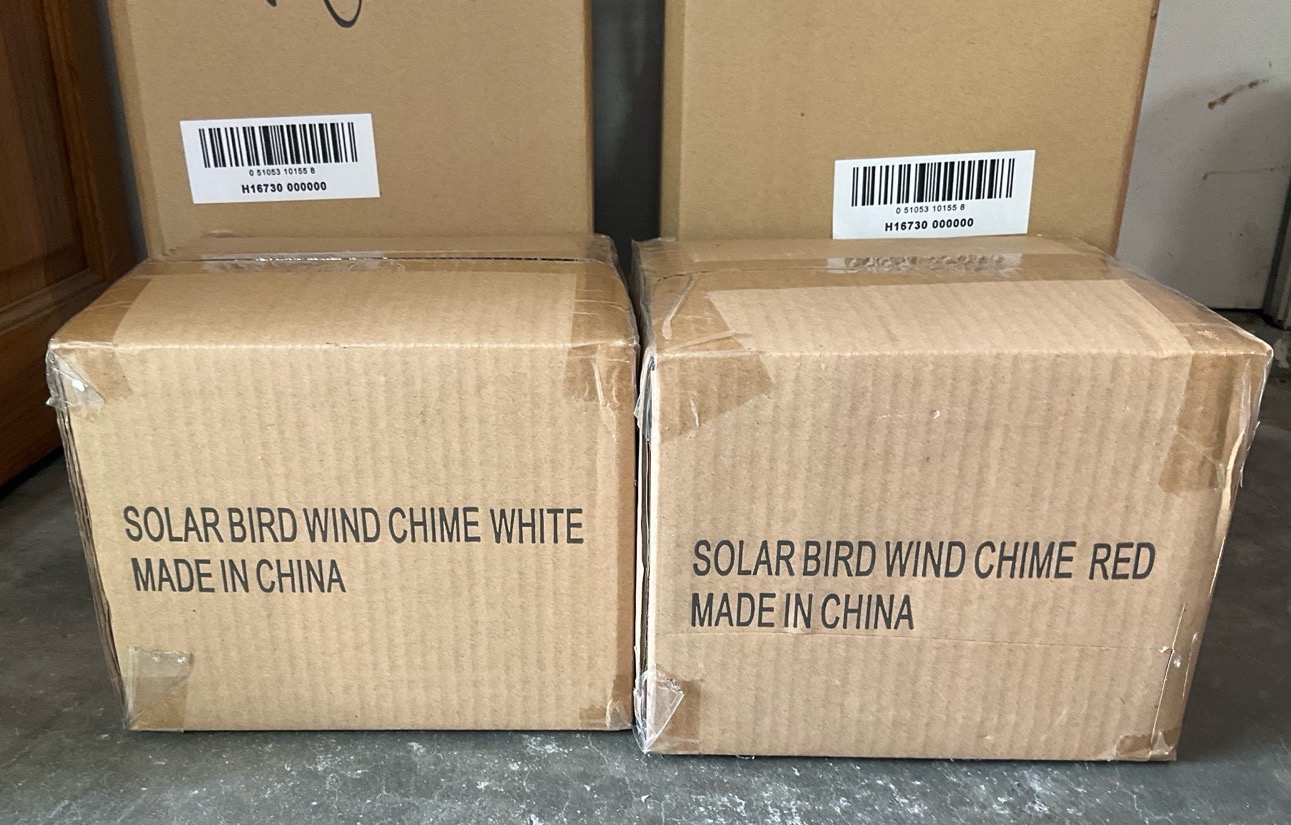 0 51053 10155 8
H16730 000000
0 51053 10155 8
H16730 000000
SOLAR BIRD WIND CHIME WHITE
MADE IN CHINA
SOLAR BIRD WIND CHIME RED
MADE IN CHINA